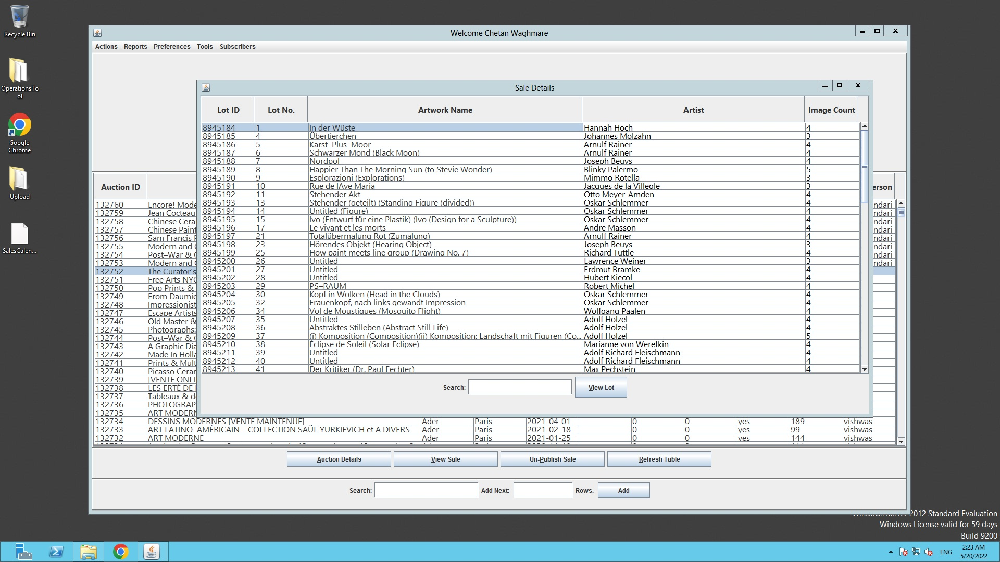 Recycle Bin
OperationsTo
ol
Google
Chrome
Upload
SalesCalen...
Welcome Chetan Waghmare
Actions Reports Preferences Tools Subscribers
Sale Details
Lot ID Lot No. Artwork Name Artist Image Count
8945184 1 In der Wüste Hannah Hoch 4
8945185 4 Übertierchen Johannes Molzahn 3
8945186 5 Karst Plus Moor Arnulf Rainer 4
8945187 6 Schwarzer Mond (Black Moon) Arnulf Rainer 4
8945188 7 Nordpol Joseph Beuys 4
8945189 8 Happier Than The Morning Sun (to Stevie Wonder) Blinky Palermo 5
8945190 9 Esplorazioni (Explorations) Mimmo Rotella 3
8945191 10 Rue de lAve Maria Jacques de la Villegle 3
8945192 11 Stehender Akt Otto Meyer-Amden 4
8945193 13 Stehender (geteilt) (Standing Figure (divided)) Oskar Schlemmer 4
8945194 14 Untitled (Figure) Oskar Schlemmer 4
8945195 15 Ivo (Entwurf für eine Plastik) (Ivo (Design for a Sculpture)) Oskar Schlemmer 4
8945196 17 Le vivant et les morts Andre Masson 4
8945197 21 Totalübermalung Rot (Zumalung) Arnulf Rainer 4
8945198 23 Hörendes Objekt (Hearing Object) Joseph Beuys 3
8945199 25 How paint meets line group (Drawing No. 7) Richard Tuttle 4
8945200 26 Untitled Lawrence Weiner 3
8945201 27 Untitled Erdmut Bramke 4
8945202 28 Untitled Hubert Kiecol 4
8945203 29 PS–RAUM Robert Michel 4
8945204 30 Kopf in Wolken (Head in the Clouds) Oskar Schlemmer 4
8945205 32 Frauenkopf, nach links gewandt Impression Oskar Schlemmer 4
8945206 34 Vol de Moustiques (Mosquito Flight) Wolfgang Paalen 4
8945207 35 Untitled Adolf Holzel 4
8945208 36 Abstraktes Stilleben (Abstract Still Life) Adolf Holzel 4
8945209 37 (i) Komposition (Composition)(ii) Komposition: Landschaft mit Figuren (Co... Adolf Holzel 5
8945210 38 Éclipse de Soleil (Solar Eclipse) Marianne von Werefkin 4
8945211 39 Untitled Adolf Richard Fleischmann 4
8945212 40 Untitled Adolf Richard Fleischmann 4
8945213 41 Der Kritiker (Dr. Paul Fechter) Max Pechstein 4
Search: View Lot
Auction ID erson
132760 Encore! Mode ndari
132759 Jean Cocteau ndari
132758 Chinese Cera ndari
132757 Chinese Paint ndari
132756 Sam Francis ndari
132755 Modern and ndari
132754 Post–War & ndari
132753 Modern and ndari
132752 The Curator's
132751 Free Arts NYC
132750 Pop Prints &
132749 From Daumie
132748 Impressionist
132747 Escape Artists
132746 Old Master &
132745 Photographs:
132744 Post–War &
132743 A Graphic Dia
132742 Made In Holla
132741 Prints & Mult
132740 Picasso Cerar
132739 [VENTE ONLI
132738 LES ERTÉ DE
132737 Tableaux & de
132736 PHOTOGRAP
132735 ART MODERN
132734 DESSINS MODERNES [VENTE MAINTENUE] Ader Paris 2021-04-01 0 0 yes 189 vishwas
132733 ART LATINO–AMÉRICAIN – COLLECTION SAÜL YURKIEVICH et A DIVERS Ader Paris 2021-02-18 0 0 yes 99 vishwas
132732 ART MODERNE Ader Paris 2021-01-25 0 0 yes 144 vishwas
Auction Details View Sale Un-Publish Sale Refresh Table
Search: Add Next: Rows. Add
Windows Server 2012 Standard Evaluation
Windows License valid for 59 days
Build 9200
ENG
2:23 AM
5/20/2022